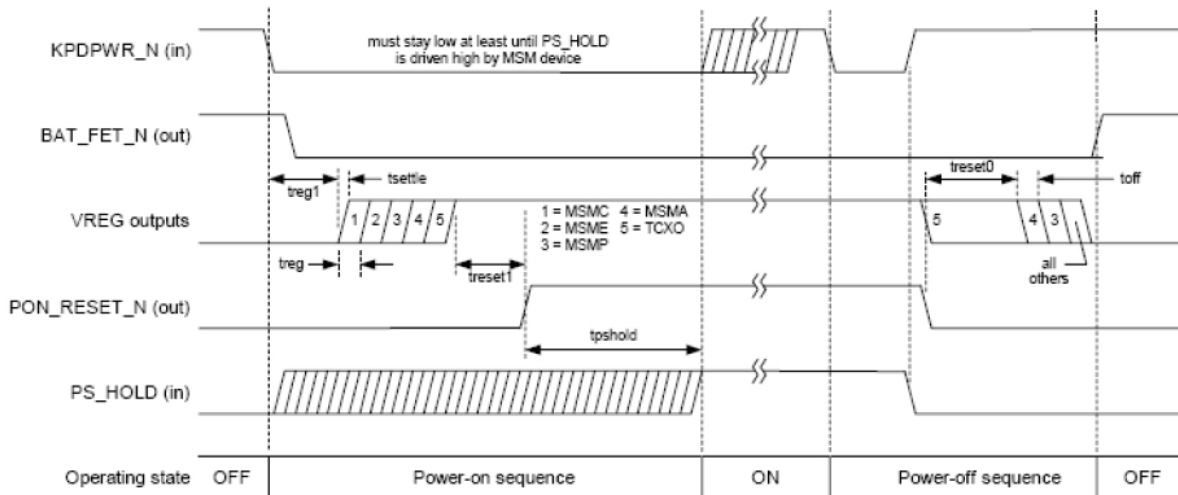 KPDPWR_N (in)
must stay low at least until PS_HOLD
is driven high by MSM device
BAT_FET_N (out)
treg1
tsettle
treset0
toff
VREG outputs
1 2 3 4 5
1 = MSMC 4 = MSMA
2 = MSME 5 = TCXO
3 = MSMP
5
4 3
treg
treset1
all
others
PON_RESET_N (out)
tpshold
PS_HOLD (in)
Operating state OFF Power-on sequence ON Power-off sequence OFF